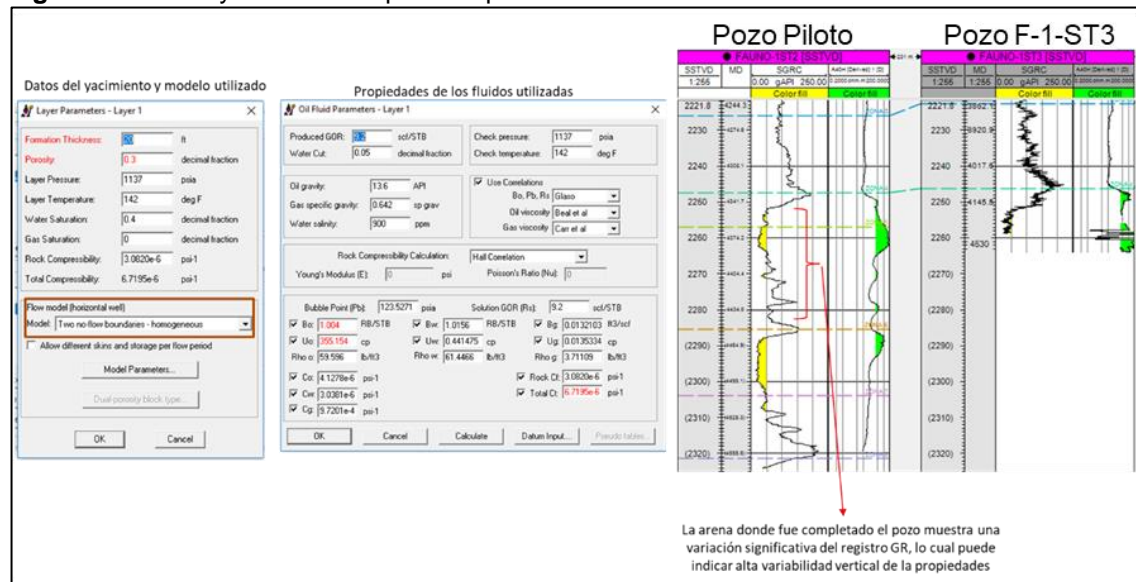 Pozo Piloto
Pozo F-1-ST3
Datos del yacimiento y modelo utilizado
Layer Parameters - Layer 1
Formation Thickness: 20 ft
Porosity: 0.3 decimal fraction
Layer Pressure: 1137 psia
Layer Temperature: 142 deg F
Water Saturation: 0.4 decimal fraction
Gas Saturation: 0 decimal fraction
Rock Compressibility: 3.0820e-6 psi-1
Total Compressibility: 6.7195e-6 psi-1
Flow model (horizontal well)
Model: Two no-flow boundaries - homogeneous
Allow different skins and storage per flow period
Model Parameters...
Dual-porosity block type...
OK Cancel
Propiedades de los fluidos utilizadas
Oil Fluid Parameters - Layer 1
Produced GOR: 9.2 scf/STB
Water Cut: 0.05 decimal fraction
Check pressure: 1137 psia
Check temperature: 142 deg F
Oil gravity: 13.6 API
Gas specific gravity: 0.642 sp grav
Water salinity: 900 ppm
Use Correlations
Bo, Pb, Rs Glaso
Oil viscosity Beal et al
Gas viscosity Carr et al
Rock Compressibility Calculation: Hall Correlation
Young's Modulus (E): 0 psi Poisson's Ratio (Nu): 0
Bubble Point (Pb): 123.5271 psia Solution GOR (Rs): 9.2 scf/STB
Bo: 1.004 RB/STB Bw: 1.0156 RB/STB Bg: 0.0132103 ft3/scf
Uo: 355.154 cp Uw: 0.441475 cp Ug: 0.0135334 cp
Rho o: 59.596 lb/ft3 Rho w: 61.4466 lb/ft3 Rho g: 3.71109 lb/ft3
Co: 4.1278e-6 psi-1 Rock Cf: 3.0820e-6 psi-1
Cw: 3.0381e-6 psi-1 Total Ct: 6.7195e-6 psi-1
Cg: 9.7201e-4 psi-1
OK Cancel Calculate Datum Input... Pseudo tables...
FAUNO-1ST2 [SSTVD]
FAUNO-1ST3 [SSTVD]
SSTVD MD SGRC
1:255 0.00 gAPI 250.00
Color fill Color fill
SSTVD MD SGRC
1:255 0.00 gAPI 250.00
Color fill Color fill
2221.8 2221.8
2230 2230
2240 2240
2260 2260
2260 2260
2270 (2270)
2280 (2280)
(2290) (2290)
(2300) (2300)
(2310) (2310)
(2320) (2320)
La arena donde fue completado el pozo muestra una
variación significativa del registro GR, lo cual puede
indicar alta variabilidad vertical de la propiedades